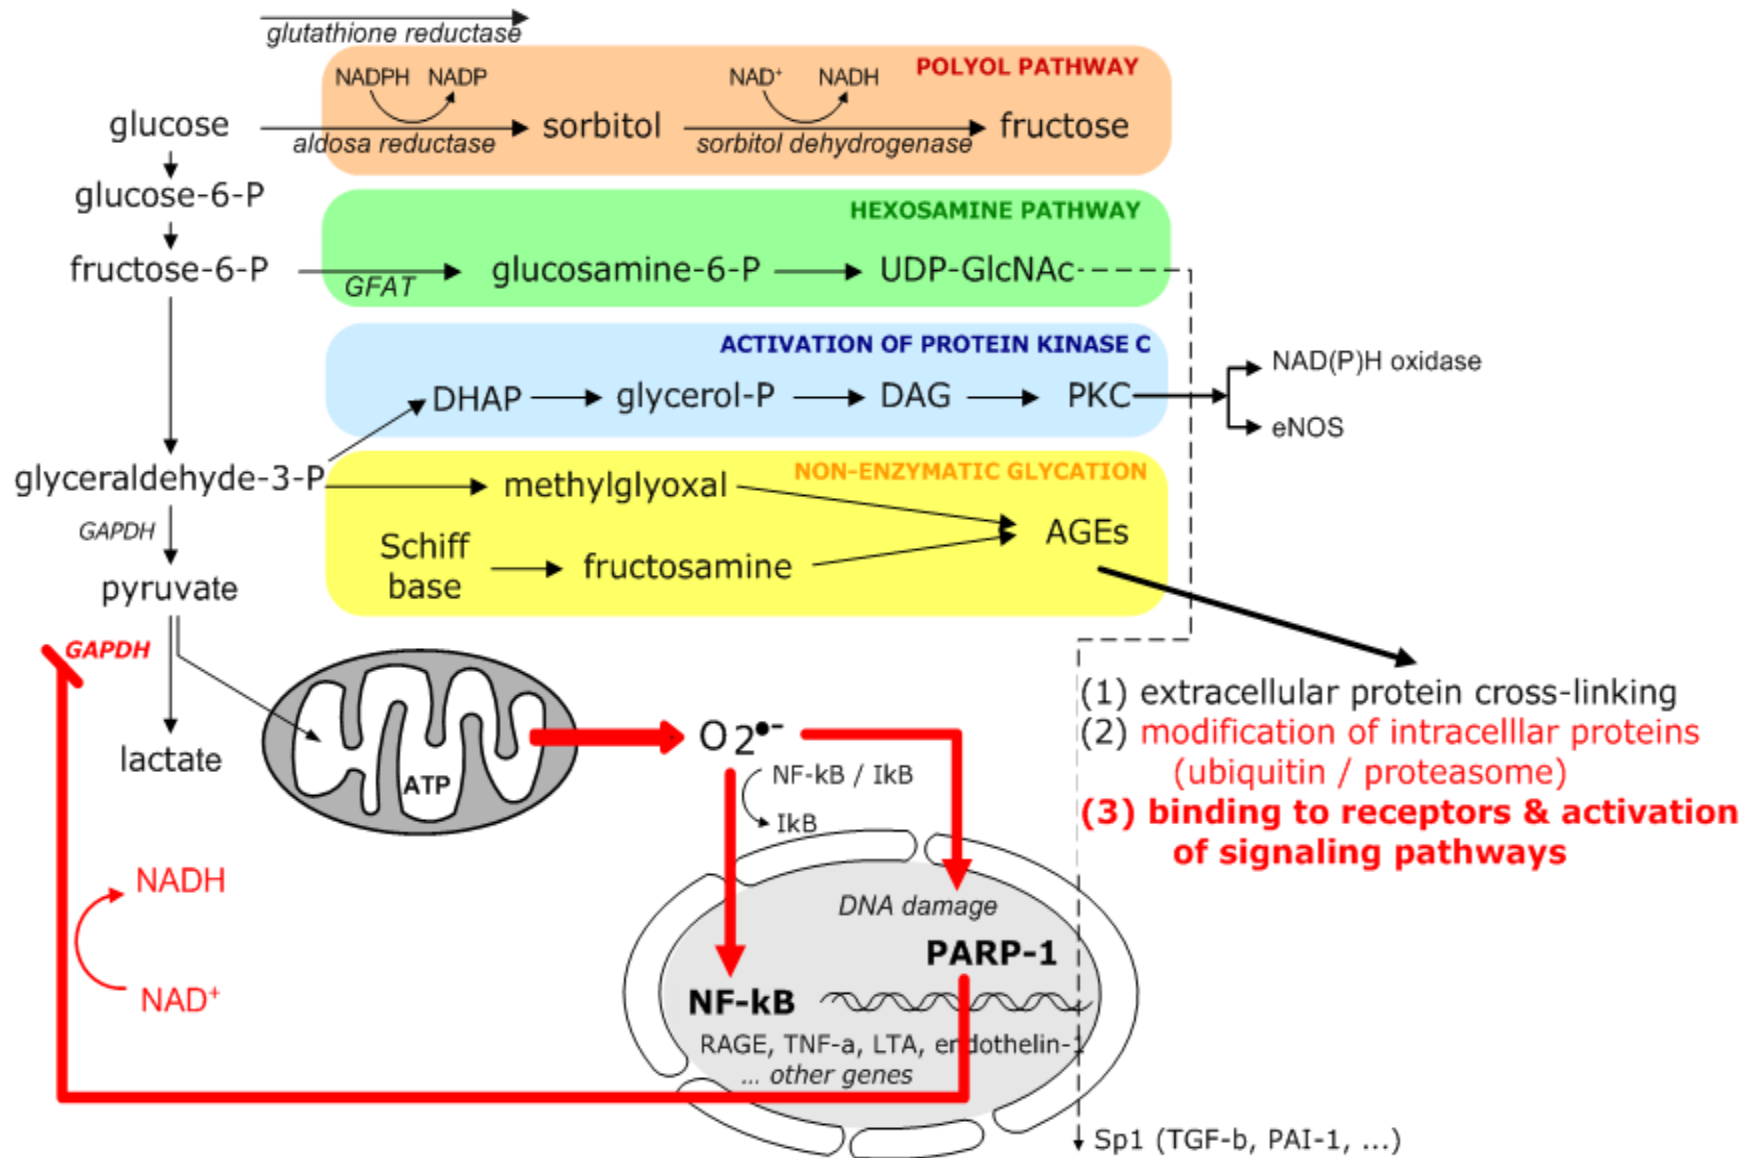 glutathione reductase
POLYOL PATHWAY
NADPH NADP
NAD+ NADH
glucose
sorbitol
fructose
aldosa reductase
sorbitol dehydrogenase
glucose-6-P
HEXOSAMINE PATHWAY
fructose-6-P
GFAT
glucosamine-6-P
UDP-GlcNAc
ACTIVATION OF PROTEIN KINASE C
NAD(P)H oxidase
DHAP
glycerol-P
DAG
PKC
eNOS
glyceraldehyde-3-P
NON-ENZYMATIC GLYCATION
methylglyoxal
GAPDH
AGEs
Schiff
base
fructosamine
pyruvate
GAPDH
lactate
ATP
O2•-
NF-kB / IkB
IkB
(1) extracellular protein cross-linking
(2) modification of intracelllar proteins
(ubiquitin / proteasome)
(3) binding to receptors & activation
of signaling pathways
NADH
NAD+
DNA damage
PARP-1
NF-kB
RAGE, TNF-a, LTA, endothelin-1
... other genes
Sp1 (TGF-b, PAI-1, ...)